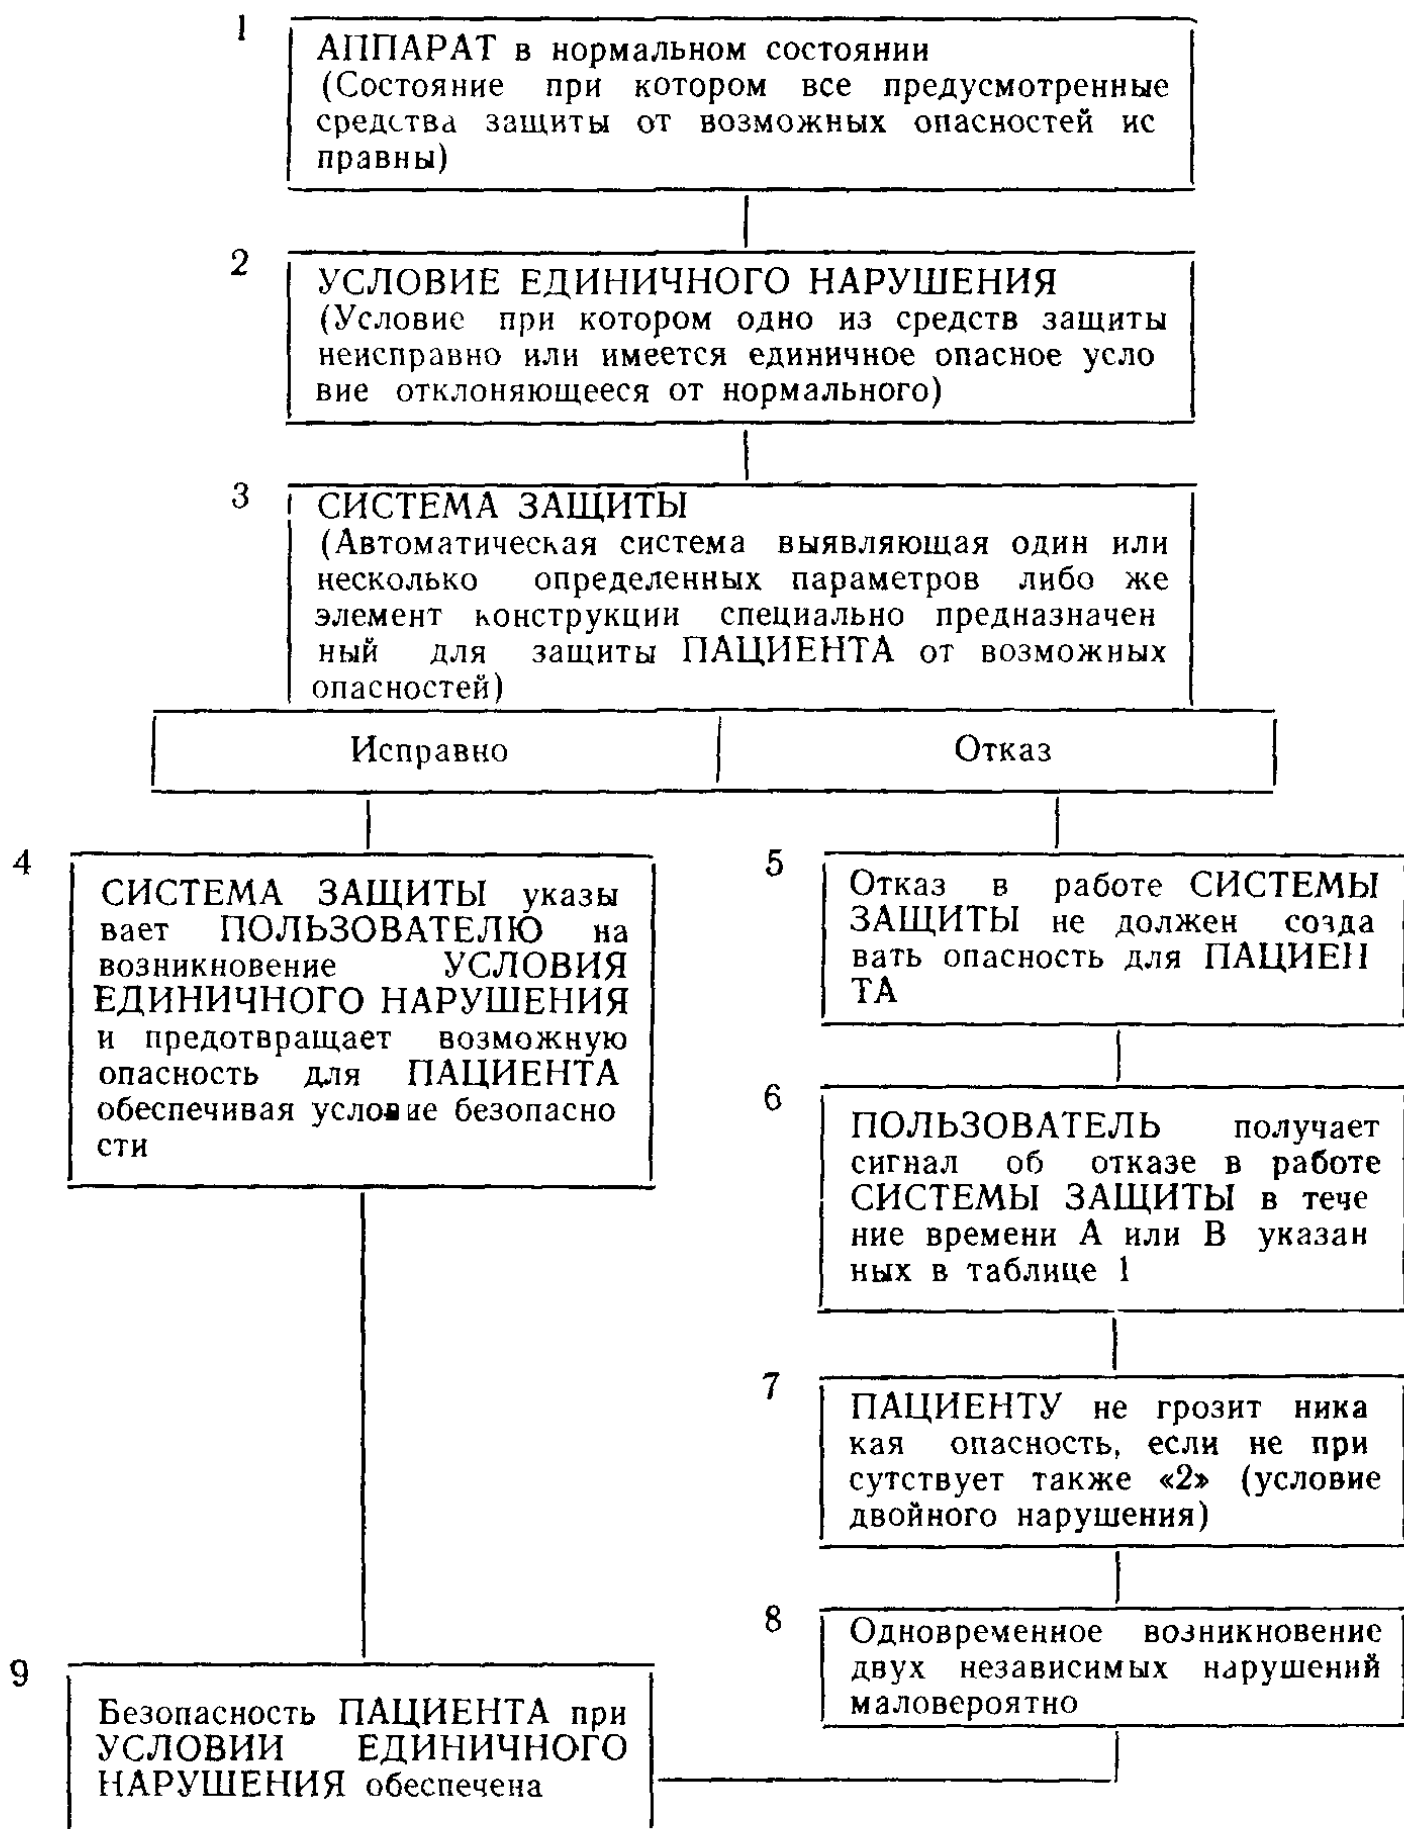 1
АППАРАТ в нормальном состоянии
(Состояние при котором все предусмотренные
средства защиты от возможных опасностей ис
правны)
2
УСЛОВИЕ ЕДИНИЧНОГО НАРУШЕНИЯ
(Условие при котором одно из средств защиты
неисправно или имеется единичное опасное усло
вие отклоняющееся от нормального)
3
СИСТЕМА ЗАЩИТЫ
(Автоматическая система выявляющая один или
несколько определенных параметров либо же
элемент конструкции специально предназначен
ный для защиты ПАЦИЕНТА от возможных
опасностей)
Исправно
Отказ
4
СИСТЕМА ЗАЩИТЫ указы
вает ПОЛЬЗОВАТЕЛЮ на
возникновение УСЛОВИЯ
ЕДИНИЧНОГО НАРУШЕНИЯ
и предотвращает возможную
опасность для ПАЦИЕНТА
обеспечивая условие безопасно
сти
5
Отказ в работе СИСТЕМЫ
ЗАЩИТЫ не должен созда
вать опасность для ПАЦИЕН
ТА
6
ПОЛЬЗОВАТЕЛЬ получает
сигнал об отказе в работе
СИСТЕМЫ ЗАЩИТЫ в тече
ние времени А или В указан
ных в таблице 1
7
ПАЦИЕНТУ не грозит ника
кая опасность, если не при
сутствует также «2» (условие
двойного нарушения)
8
Одновременное возникновение
двух независимых нарушений
маловероятно
9
Безопасность ПАЦИЕНТА при
УСЛОВИИ ЕДИНИЧНОГО
НАРУШЕНИЯ обеспечена